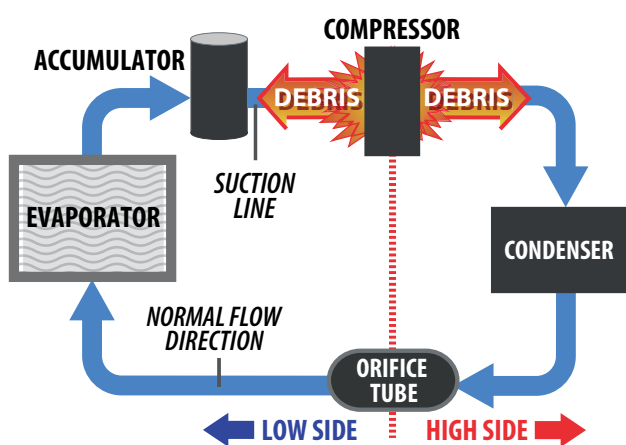 COMPRESSOR
ACCUMULATOR
DEBRIS
DEBRIS
SUCTION
LINE
EVAPORATOR
CONDENSER
NORMAL FLOW
DIRECTION
ORIFICE
TUBE
LOW SIDE
HIGH SIDE